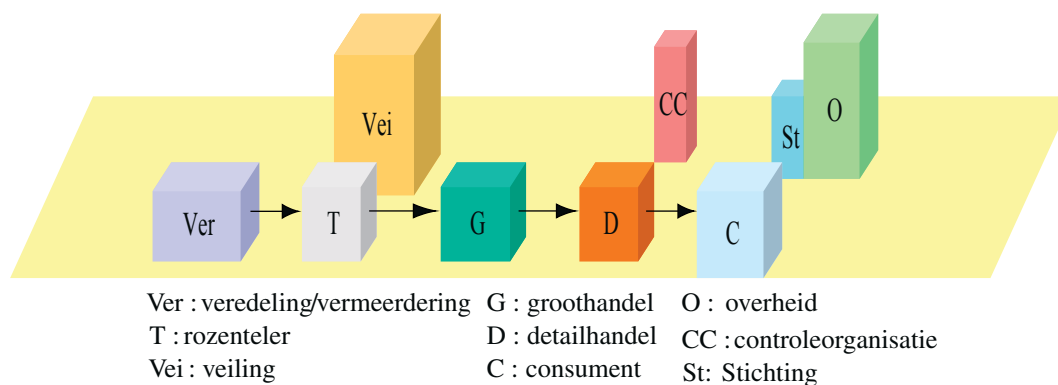 Vei
CC
St
O
Ver
T
G
D
C
Ver : veredeling/vermeerdering
T : rozenteler
Vei : veiling
G : groothandel
D : detailhandel
C : consument
O : overheid
CC : controleorganisatie
St: Stichting